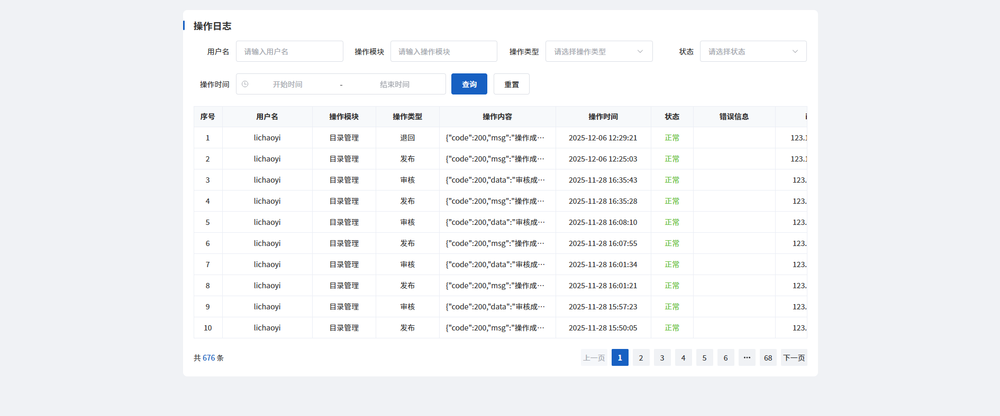 操作日志
用户名 请输入用户名 操作模块 请输入操作模块 操作类型 请选择操作类型 状态 请选择状态
操作时间 开始时间 - 结束时间 查询 重置
序号 用户名 操作模块 操作类型 操作内容 操作时间 状态 错误信息
1 lichaoyi 目录管理 退回 {"code":200,"msg":"操作成… 2025-12-06 12:29:21 正常 123.1
2 lichaoyi 目录管理 发布 {"code":200,"msg":"操作成… 2025-12-06 12:25:03 正常 123.1
3 lichaoyi 目录管理 审核 {"code":200,"data":"审核成… 2025-11-28 16:35:43 正常 123.
4 lichaoyi 目录管理 发布 {"code":200,"msg":"操作成… 2025-11-28 16:35:28 正常 123.
5 lichaoyi 目录管理 审核 {"code":200,"data":"审核成… 2025-11-28 16:08:10 正常 123.
6 lichaoyi 目录管理 发布 {"code":200,"msg":"操作成… 2025-11-28 16:07:55 正常 123.
7 lichaoyi 目录管理 审核 {"code":200,"data":"审核成… 2025-11-28 16:01:34 正常 123.
8 lichaoyi 目录管理 发布 {"code":200,"msg":"操作成… 2025-11-28 16:01:21 正常 123.
9 lichaoyi 目录管理 审核 {"code":200,"data":"审核成… 2025-11-28 15:57:23 正常 123.
10 lichaoyi 目录管理 发布 {"code":200,"msg":"操作成… 2025-11-28 15:50:05 正常 123.
共 676 条 上一页 1 2 3 4 5 6 ··· 68 下一页